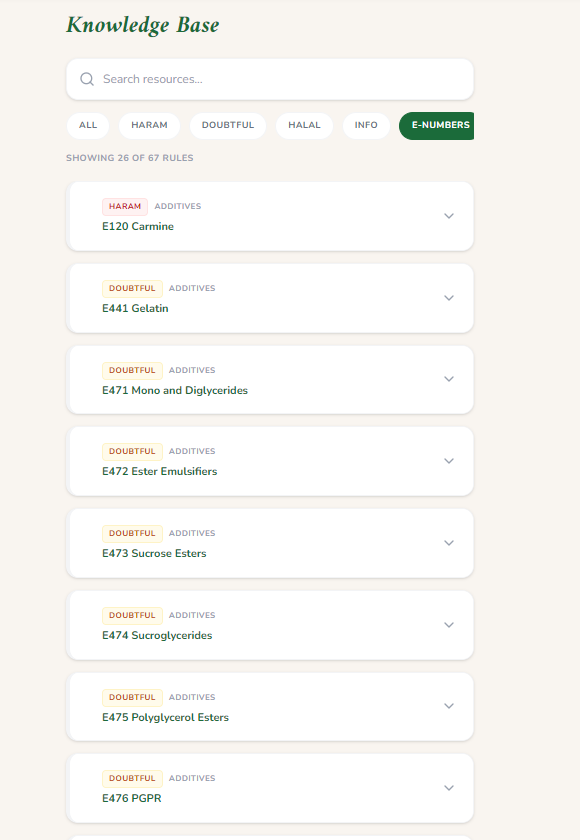 Knowledge Base
Search resources...
ALL HARAM DOUBTFUL HALAL INFO E-NUMBERS
SHOWING 26 OF 67 RULES
HARAM ADDITIVES
E120 Carmine
DOUBTFUL ADDITIVES
E441 Gelatin
DOUBTFUL ADDITIVES
E471 Mono and Diglycerides
DOUBTFUL ADDITIVES
E472 Ester Emulsifiers
DOUBTFUL ADDITIVES
E473 Sucrose Esters
DOUBTFUL ADDITIVES
E474 Sucroglycerides
DOUBTFUL ADDITIVES
E475 Polyglycerol Esters
DOUBTFUL ADDITIVES
E476 PGPR